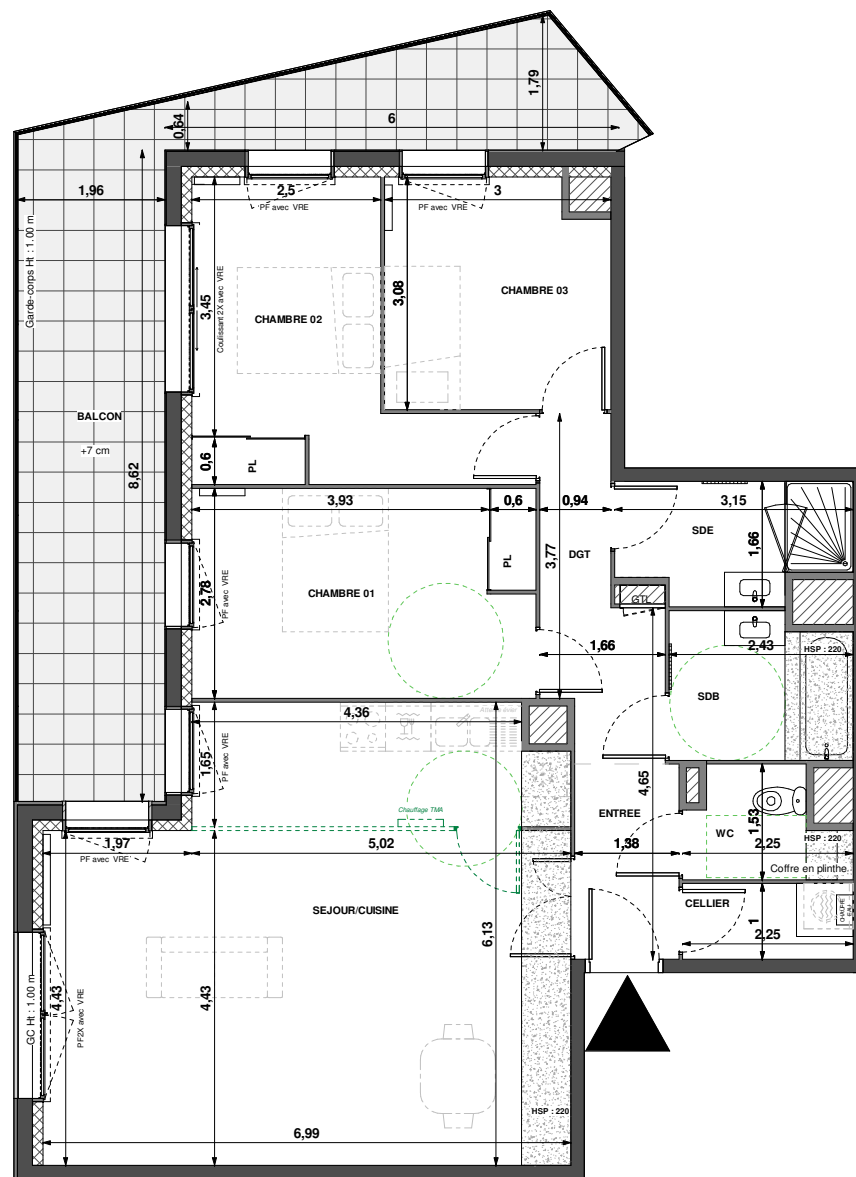 1,79
0,64
6
1,96
2,5
3
PF avec VRE
PF avec VRE
Garde-corps Ht : 1.00 m
3,45
Coulissant 2X avec VRE
3,08
CHAMBRE 03
CHAMBRE 02
BALCON
+7 cm
8,62
0,6
PL
3,93
0,6
0,94
3,15
SDE
1,66
3,77
DGT
PL
2,78
PF avec VRE
CHAMBRE 01
GTL
1,66
2,43
HSP : 220
SDB
4,36
1,65
PF avec VRE
Chauffage TMA
ENTREE
4,65
WC
1,53
2,25
HSP : 220
Coffre en plinthe
1,97
PF avec VRE
5,02
1,38
SEJOUR/CUISINE
CELLIER
1
2,25
CHAUFFE
EAU
6,13
GC Ht : 1.00 m
4,43
PF2X avec VRE
4,43
HSP : 220
6,99